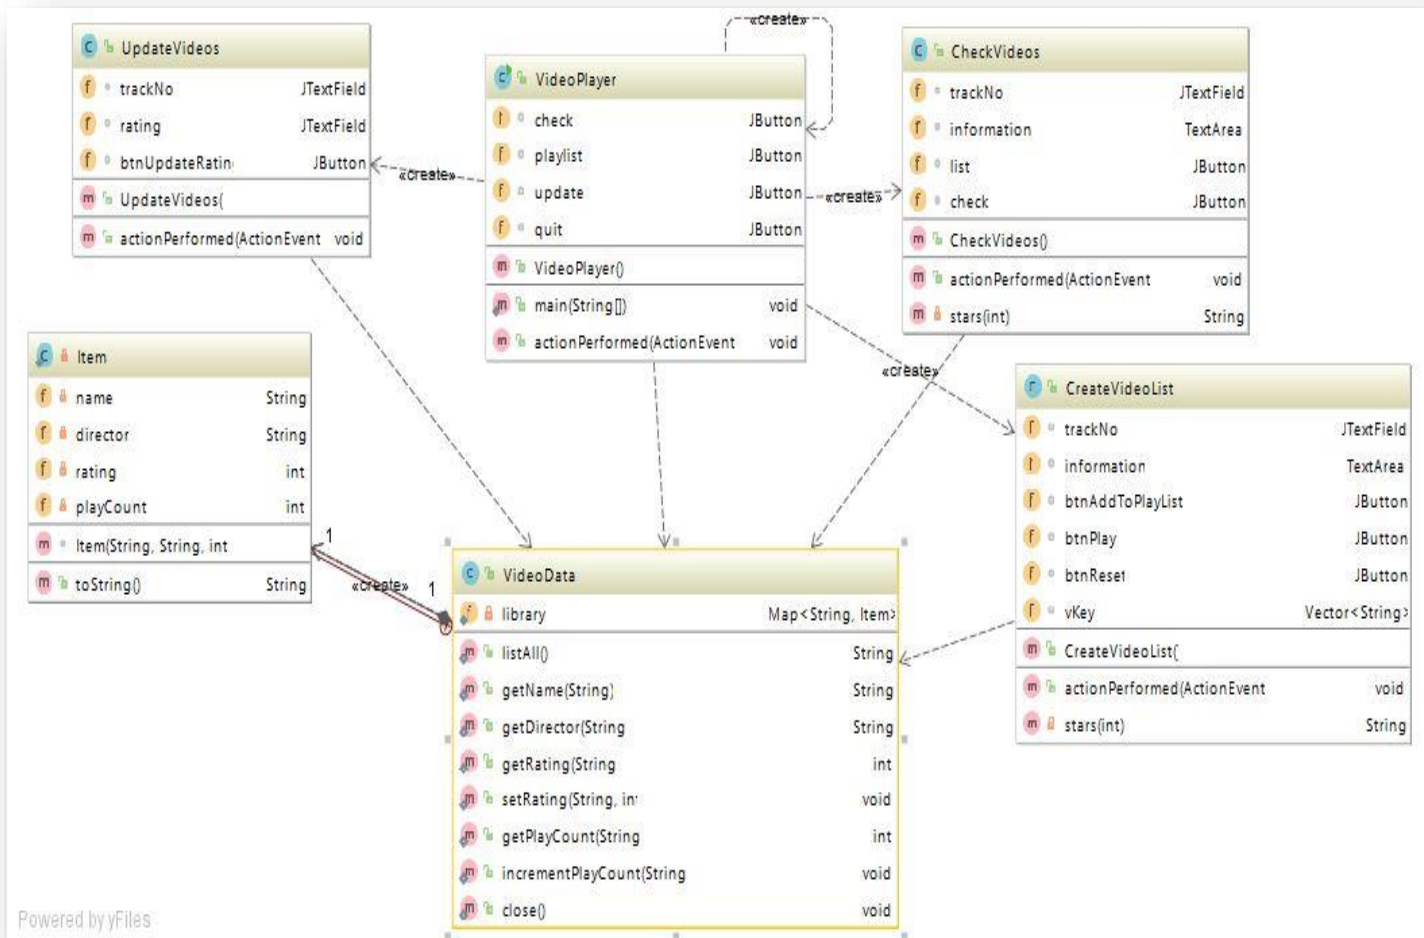 «create»
UpdateVideos
trackNo JTextField
rating JTextField
btnUpdateRatin JButton
UpdateVideos(
actionPerformed(ActionEvent void
«create»
VideoPlayer
check JButton
playlist JButton
update JButton
quit JButton
VideoPlayer()
main(String[]) void
actionPerformed(ActionEvent void
«create»
CheckVideos
trackNo JTextField
information TextArea
list JButton
check JButton
CheckVideos()
actionPerformed(ActionEvent void
stars(int) String
«create»
Item
name String
director String
rating int
playCount int
Item(String, String, int
toString() String
1
«create»
1
CreateVideoList
trackNo JTextField
information TextArea
btnAddToPlayList JButton
btnPlay JButton
btnReset JButton
vKey Vector<String>
CreateVideoList(
actionPerformed(ActionEvent void
stars(int) String
VideoData
library Map<String, Item>
listAll() String
getName(String) String
getDirector(String String
getRating(String int
setRating(String, int void
getPlayCount(String int
incrementPlayCount(String void
close() void
Powered by yFiles